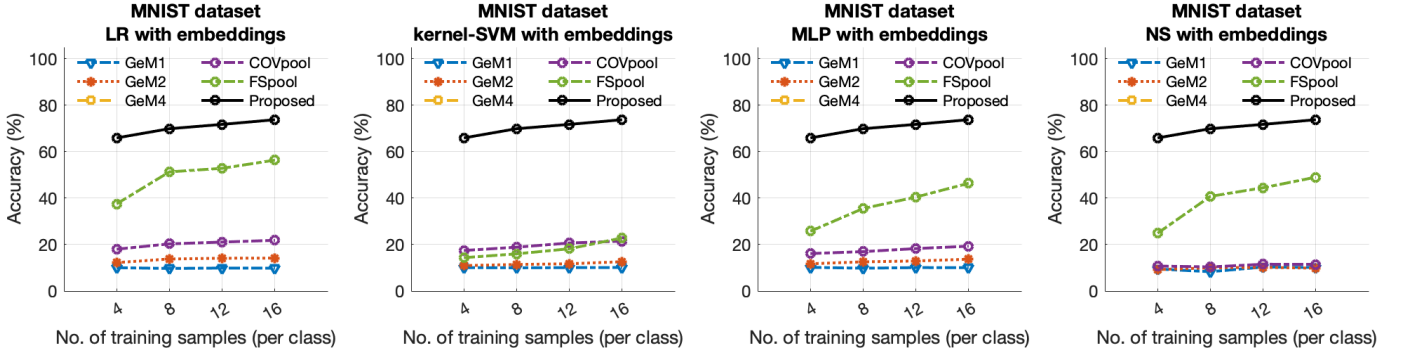 MNIST dataset
LR with embeddings
100
80
60
40
20
0
Accuracy (%)
GeM1
GeM2
GeM4
COVpool
FSpool
Proposed
4
8
12
16
No. of training samples (per class)
MNIST dataset
kernel-SVM with embeddings
100
80
60
40
20
0
Accuracy (%)
GeM1
GeM2
GeM4
COVpool
FSpool
Proposed
4
8
12
16
No. of training samples (per class)
MNIST dataset
MLP with embeddings
100
80
60
40
20
0
Accuracy (%)
GeM1
GeM2
GeM4
COVpool
FSpool
Proposed
4
8
12
16
No. of training samples (per class)
MNIST dataset
NS with embeddings
100
80
60
40
20
0
Accuracy (%)
GeM1
GeM2
GeM4
COVpool
FSpool
Proposed
4
8
12
16
No. of training samples (per class)